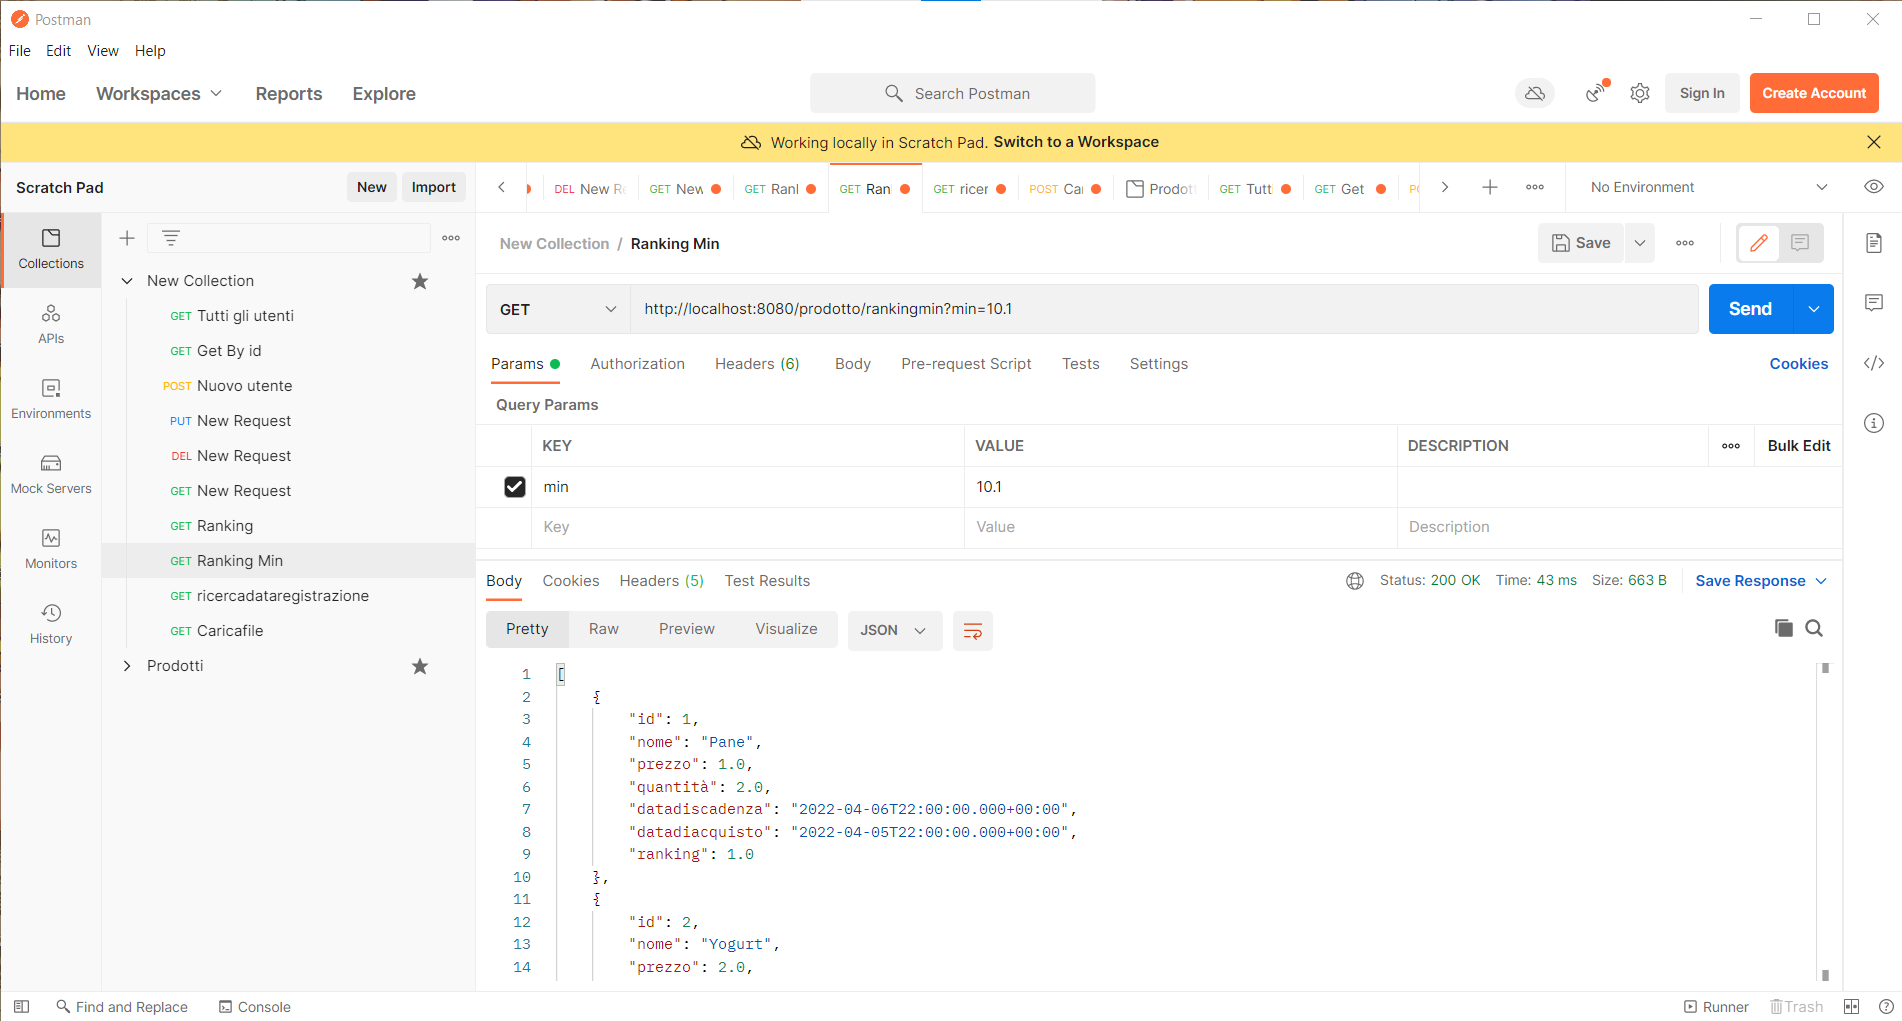 Postman
File Edit View Help
Home Workspaces Reports Explore Search Postman Sign In Create Account
Working locally in Scratch Pad. Switch to a Workspace
Scratch Pad New Import DEL New Re GET New GET Ranl GET Ranl GET ricer POST Car Prodott GET Tutti GET Get PO No Environment
Collections
APIs
Environments
Mock Servers
Monitors
History
New Collection
GET Tutti gli utenti
GET Get By id
POST Nuovo utente
PUT New Request
DEL New Request
GET New Request
GET Ranking
GET Ranking Min
GET ricercadataregistrazione
GET Caricafile
Prodotti
New Collection / Ranking Min Save
GET http://localhost:8080/prodotto/rankingmin?min=10.1 Send
Params Authorization Headers (6) Body Pre-request Script Tests Settings Cookies
Query Params
KEY VALUE DESCRIPTION Bulk Edit
min 10.1
Key Value Description
Body Cookies Headers (5) Test Results Status: 200 OK Time: 43 ms Size: 663 B Save Response
Pretty Raw Preview Visualize JSON
1 [
2 {
3 "id": 1,
4 "nome": "Pane",
5 "prezzo": 1.0,
6 "quantità": 2.0,
7 "datadiscadenza": "2022-04-06T22:00:00.000+00:00",
8 "datadiacquisto": "2022-04-05T22:00:00.000+00:00",
9 "ranking": 1.0
10 },
11 {
12 "id": 2,
13 "nome": "Yogurt",
14 "prezzo": 2.0,
Find and Replace Console Runner Trash